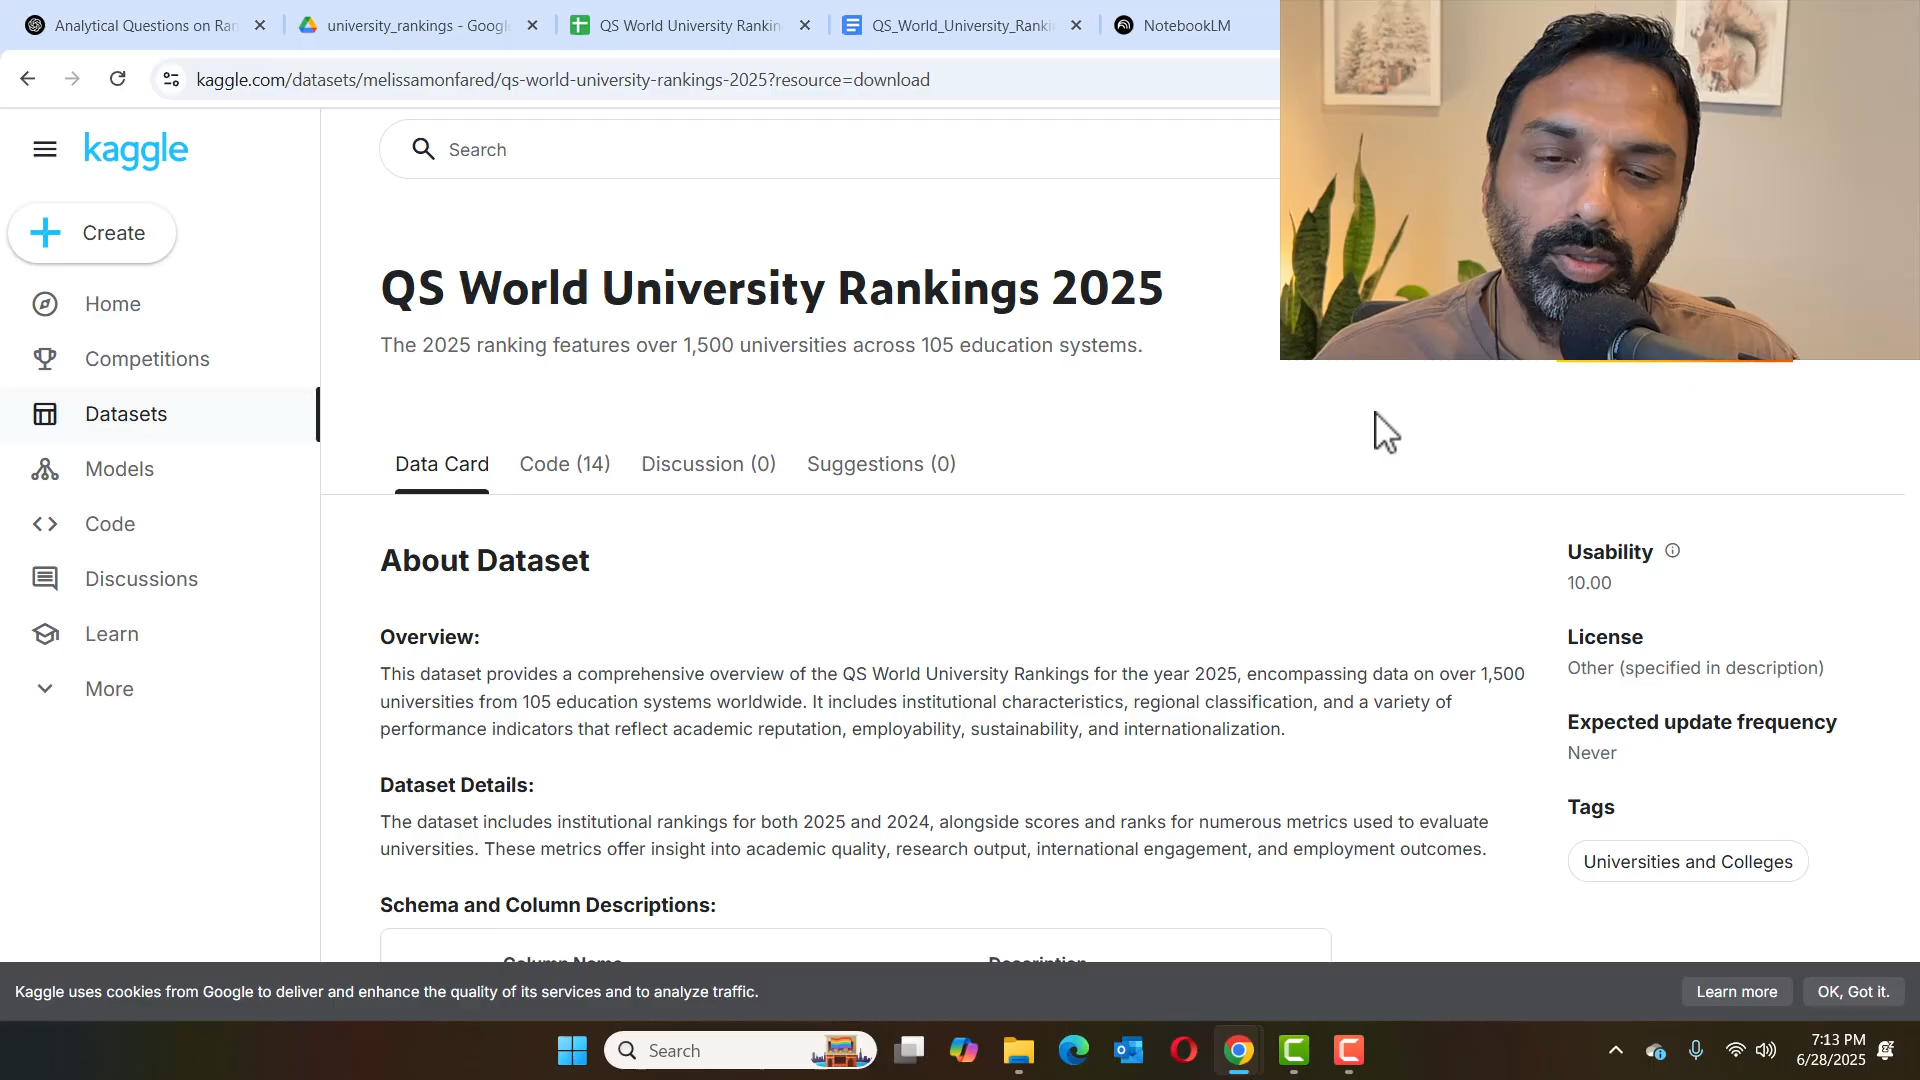 Analytical Questions on Ran
university_rankings - Google
QS World University Rankin
QS_World_University_Ranki
NotebookLM
kaggle.com/datasets/melissamonfared/qs-world-university-rankings-2025?resource=download
kaggle
Search
Create
Home
Competitions
Datasets
Models
Code
Discussions
Learn
More
QS World University Rankings 2025
The 2025 ranking features over 1,500 universities across 105 education systems.
Data Card
Code (14)
Discussion (0)
Suggestions (0)
About Dataset
Overview:
This dataset provides a comprehensive overview of the QS World University Rankings for the year 2025, encompassing data on over 1,500
universities from 105 education systems worldwide. It includes institutional characteristics, regional classification, and a variety of
performance indicators that reflect academic reputation, employability, sustainability, and internationalization.
Dataset Details:
The dataset includes institutional rankings for both 2025 and 2024, alongside scores and ranks for numerous metrics used to evaluate
universities. These metrics offer insight into academic quality, research output, international engagement, and employment outcomes.
Schema and Column Descriptions:
Column Name
Description
Usability
10.00
License
Other (specified in description)
Expected update frequency
Never
Tags
Universities and Colleges
Kaggle uses cookies from Google to deliver and enhance the quality of its services and to analyze traffic.
Learn more
OK, Got it.
Search
7:13 PM
6/28/2025